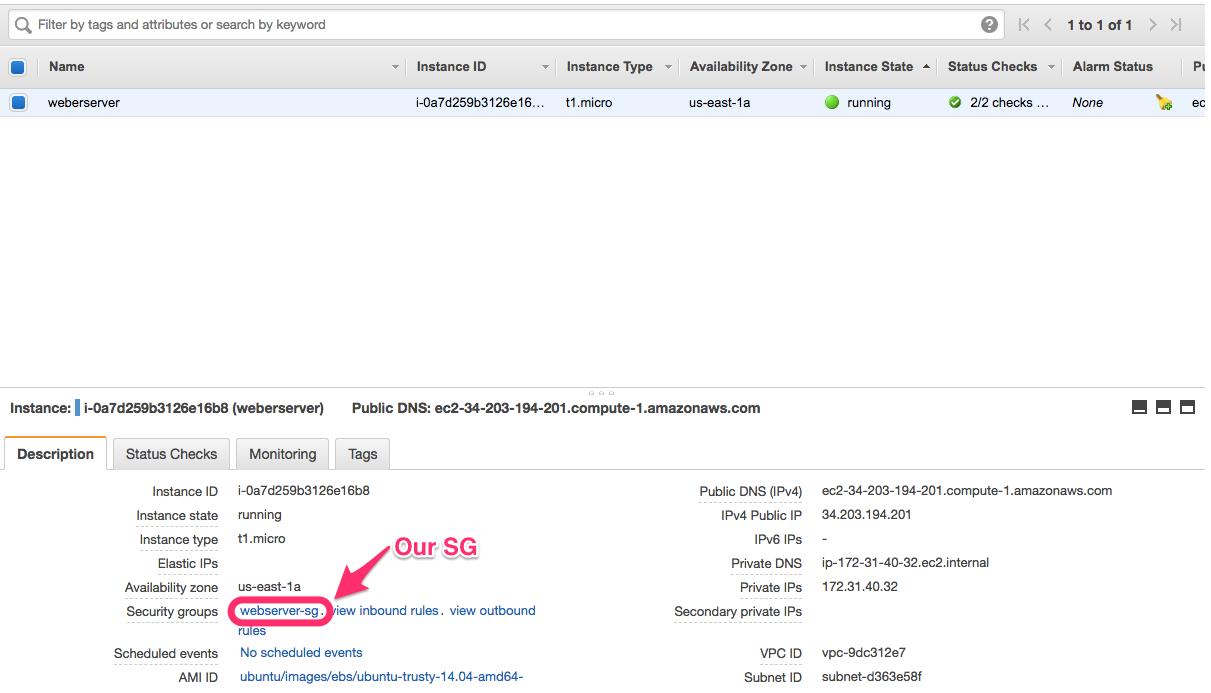 Filter by tags and attributes or search by keyword ? 1 to 1 of 1
Name Instance ID Instance Type Availability Zone Instance State Status Checks Alarm Status
weberserver i-0a7d259b3126e16... t1.micro us-east-1a running 2/2 checks ... None ec
Instance: i-0a7d259b3126e16b8 (weberserver) Public DNS: ec2-34-203-194-201.compute-1.amazonaws.com
Description Status Checks Monitoring Tags
Instance ID i-0a7d259b3126e16b8 Public DNS (IPv4) ec2-34-203-194-201.compute-1.amazonaws.com
Instance state running IPv4 Public IP 34.203.194.201
Instance type t1.micro IPv6 IPs -
Our SG
Elastic IPs Private DNS ip-172-31-40-32.ec2.internal
Availability zone us-east-1a Private IPs 172.31.40.32
Security groups webserver-sg. view inbound rules. view outbound Secondary private IPs
rules
Scheduled events No scheduled events VPC ID vpc-9dc312e7
AMI ID ubuntu/images/ebs/ubuntu-trusty-14.04-amd64- Subnet ID subnet-d363e58f